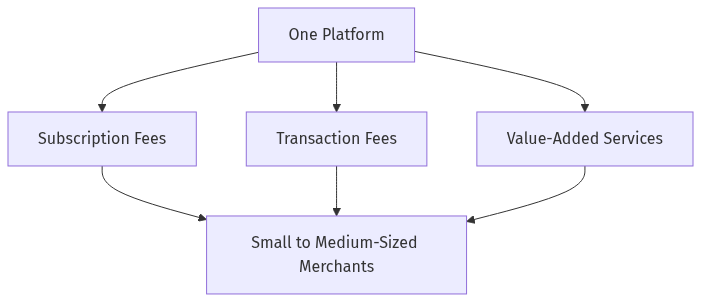 One Platform
Subscription Fees
Transaction Fees
Value-Added Services
Small to Medium-Sized
Merchants